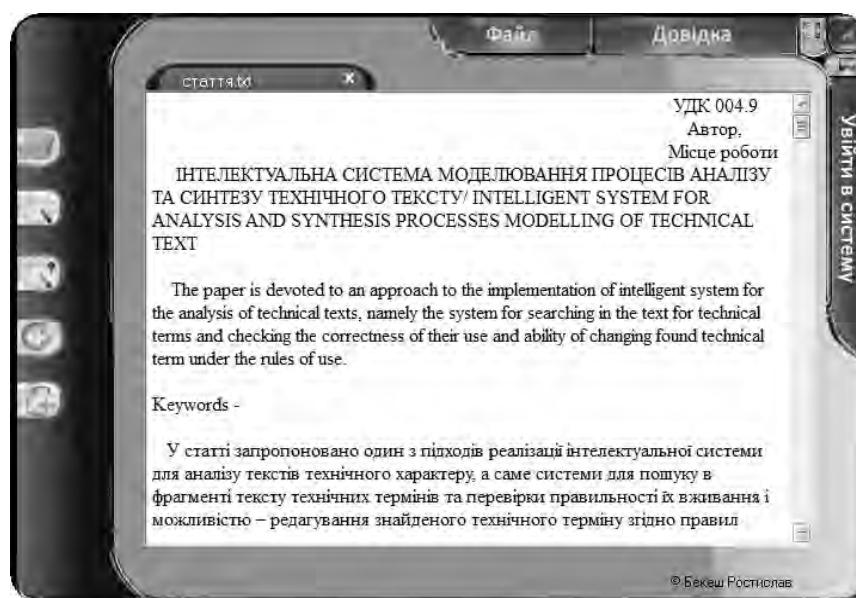 Файл
Довідка
стаття.txt
Увійти в систему
УДК 004.9
Автор,
Місце роботи
ІНТЕЛЕКТУАЛЬНА СИСТЕМА МОДЕЛЮВАННЯ ПРОЦЕСІВ АНАЛІЗУ
ТА СИНТЕЗУ ТЕХНІЧНОГО ТЕКСТУ/ INTELLIGENT SYSTEM FOR
ANALYSIS AND SYNTHESIS PROCESSES MODELLING OF TECHNICAL
TEXT
The paper is devoted to an approach to the implementation of intelligent system for
the analysis of technical texts, namely the system for searching in the text for technical
terms and checking the correctness of their use and ability of changing found technical
term under the rules of use.
Keywords -
У статті запропоновано один з підходів реалізації інтелектуальної системи
для аналізу текстів технічного характеру, а саме системи для пошуку в
фрагменті тексту технічних термінів та перевірки правильності їх вживання і
можливістю – редагування знайденого технічного терміну згідно правил
© Бекеш Ростислав